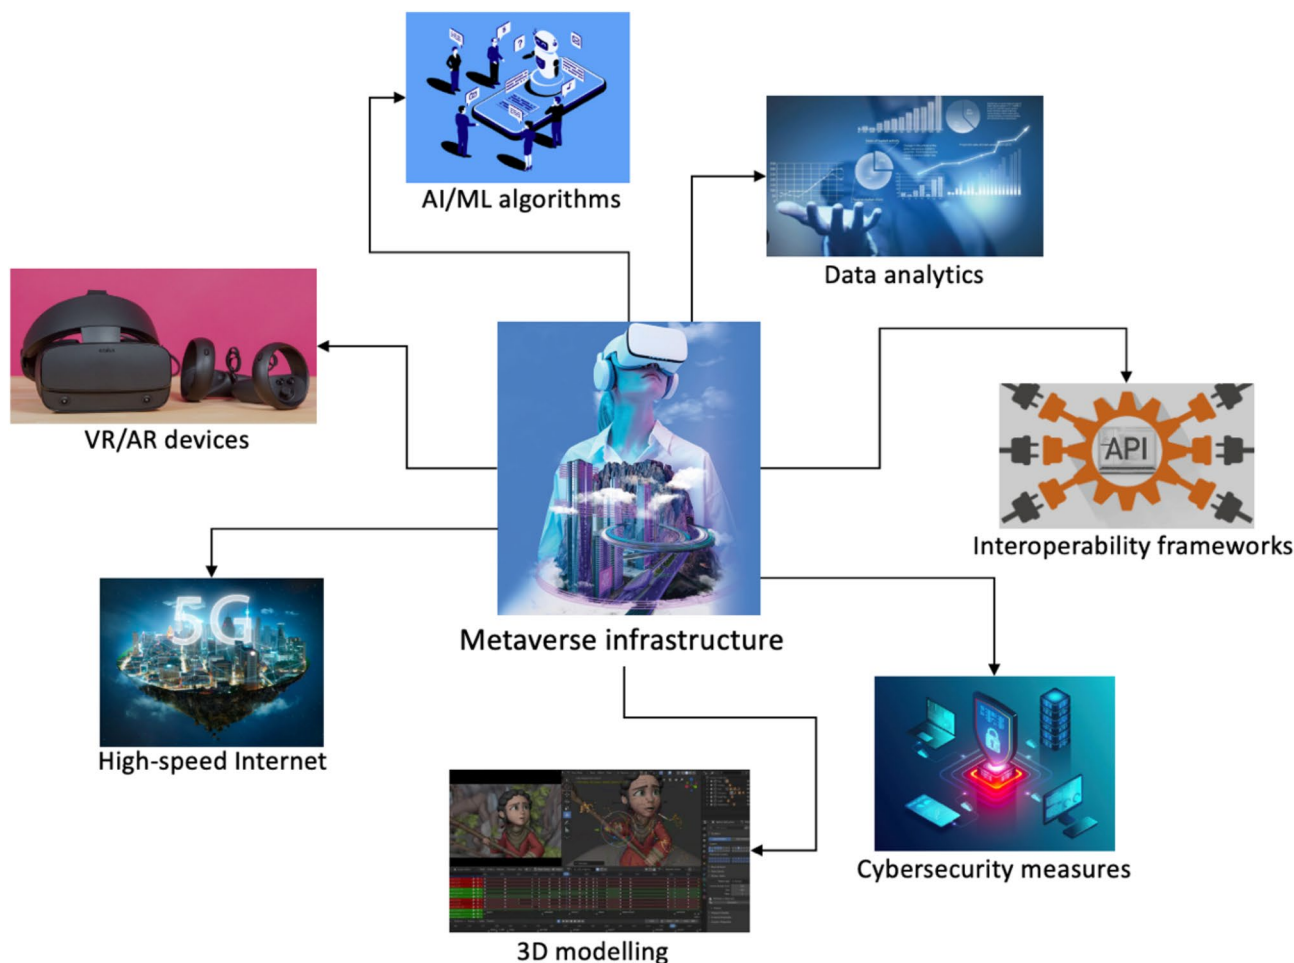 AI/ML algorithms
Data analytics
VR/AR devices
API
Interoperability frameworks
5G
Metaverse infrastructure
High-speed Internet
Cybersecurity measures
3D modelling